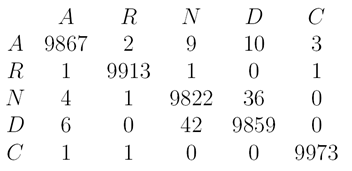 A R N D C
A 9867 2 9 10 3
R 1 9913 1 0 1
N 4 1 9822 36 0
D 6 0 42 9859 0
C 1 1 0 0 9973